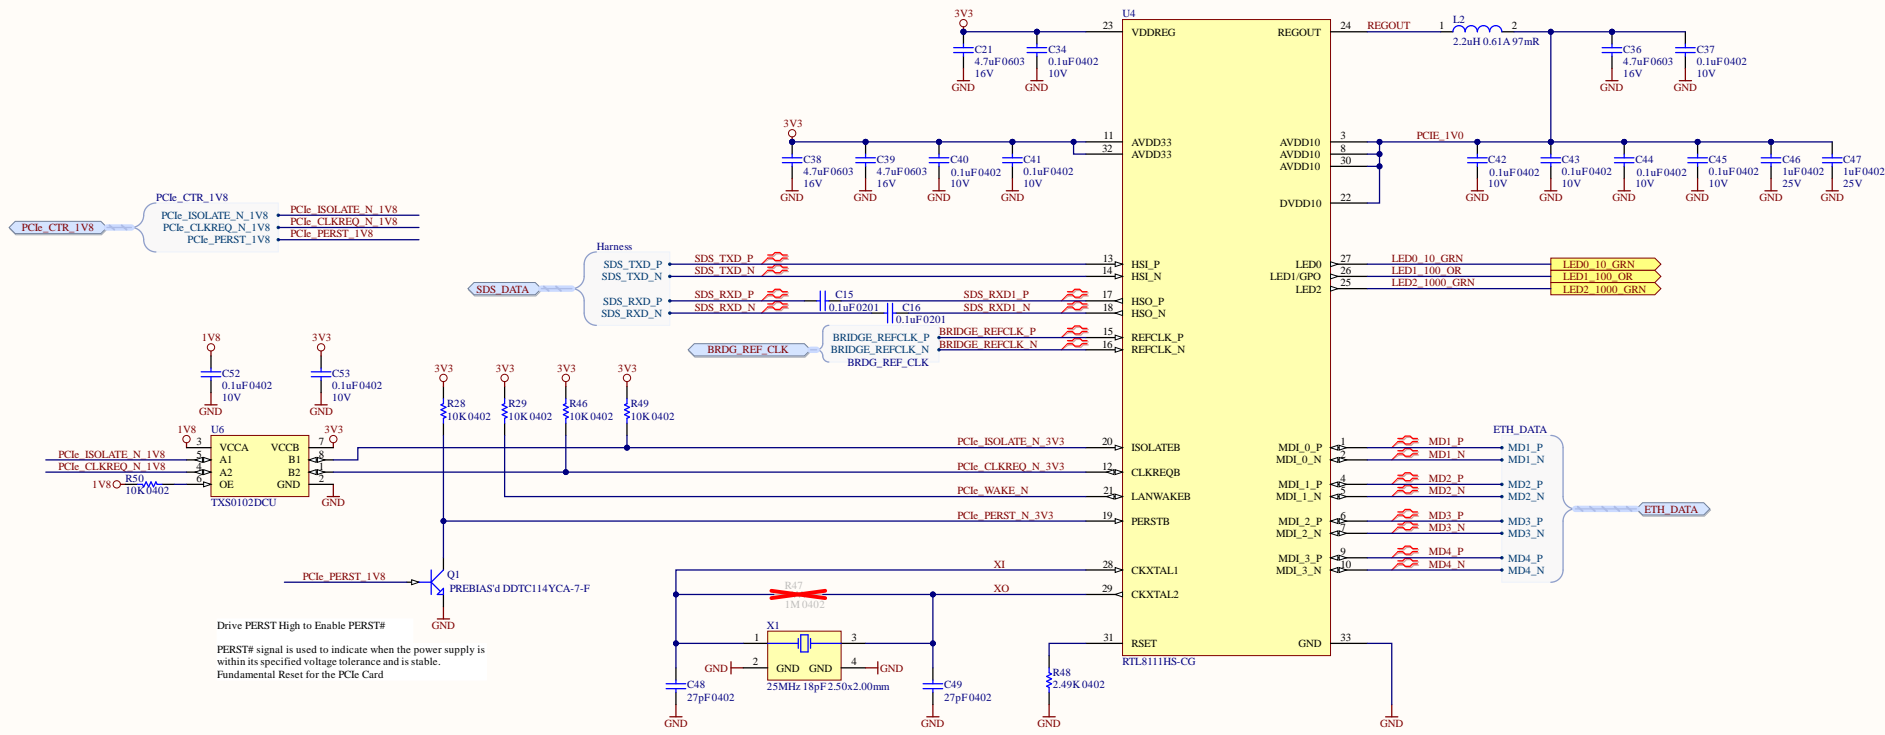 3V3
C21
4.7uF0603
16V
GND
C34
0.1uF0402
10V
GND
U4
23 VDDREG
REGOUT 24 REGOUT
1 L2 2
2.2uH 0.61A 97mR
C36
4.7uF0603
16V
GND
C37
0.1uF0402
10V
GND
3V3
C38
4.7uF0603
16V
GND
C39
4.7uF0603
16V
GND
C40
0.1uF0402
10V
GND
C41
0.1uF0402
10V
GND
11 AVDD33
32 AVDD33
AVDD10 3 PCIE_1V0
AVDD10 8
AVDD10 30
DVDD10 22
C42
0.1uF0402
10V
GND
C43
0.1uF0402
10V
GND
C44
0.1uF0402
10V
GND
C45
0.1uF0402
10V
GND
C46
1uF0402
25V
GND
C47
1uF0402
25V
GND
PCIe_CTR_1V8
PCIe_CTR_1V8
PCIe_ISOLATE_N_1V8 PCIe_ISOLATE_N_1V8
PCIe_CLKREQ_N_1V8 PCIe_CLKREQ_N_1V8
PCIe_PERST_1V8 PCIe_PERST_1V8
Harness
SDS_DATA
SDS_TXD_P SDS_TXD_P 13 HSI_P
SDS_TXD_N SDS_TXD_N 14 HSI_N
SDS_RXD_P SDS_RXD_P C15 SDS_RXD1_P 17 HSO_P
0.1uF0201
SDS_RXD_N SDS_RXD_N C16 SDS_RXD1_N 18 HSO_N
0.1uF0201
BRDG_REF_CLK
BRIDGE_REFCLK_P BRIDGE_REFCLK_P 15 REFCLK_P
BRIDGE_REFCLK_N BRIDGE_REFCLK_N 16 REFCLK_N
BRDG_REF_CLK
LED0 27 LED0_10_GRN LED0_10_GRN
LED1/GPO 26 LED1_100_OR LED1_100_OR
LED2 25 LED2_1000_GRN LED2_1000_GRN
1V8
C52
0.1uF0402
10V
GND
3V3
C53
0.1uF0402
10V
GND
3V3
R28
10K0402
3V3
R29
10K0402
3V3
R46
10K0402
3V3
R49
10K0402
U6
1V8 3 VCCA VCCB 7 3V3
PCIe_ISOLATE_N_1V8 5 A1 B1 8
PCIe_CLKREQ_N_1V8 4 A2 B2 1
1V8 R50 6 OE GND 2 GND
10K0402
TXS0102DCU
PCIe_ISOLATE_N_3V3 20 ISOLATEB
PCIe_CLKREQ_N_3V3 12 CLKREQB
PCIe_WAKE_N 21 LANWAKEB
PCIe_PERST_N_3V3 19 PERSTB
ETH_DATA
MDI_0_P 1 MD1_P MD1_P
MDI_0_N 2 MD1_N MD1_N
MDI_1_P 4 MD2_P MD2_P
MDI_1_N 5 MD2_N MD2_N
MDI_2_P 6 MD3_P MD3_P
MDI_2_N 7 MD3_N MD3_N
MDI_3_P 9 MD4_P MD4_P
MDI_3_N 10 MD4_N MD4_N
ETH_DATA
PCIe_PERST_1V8
Q1
PREBIAS'd DDTC114YCA-7-F
GND
XI 28 CKXTAL1
R47
1M0402
XO 29 CKXTAL2
X1
1 3
GND 2 GND GND 4 GND
25MHz 18pF 2.50x2.00mm
C48
27pF0402
GND
C49
27pF0402
GND
31 RSET
R48
2.49K0402
GND
GND 33
GND
RTL8111HS-CG
Drive PERST High to Enable PERST#
PERST# signal is used to indicate when the power supply is
within its specified voltage tolerance and is stable.
Fundamental Reset for the PCIe Card